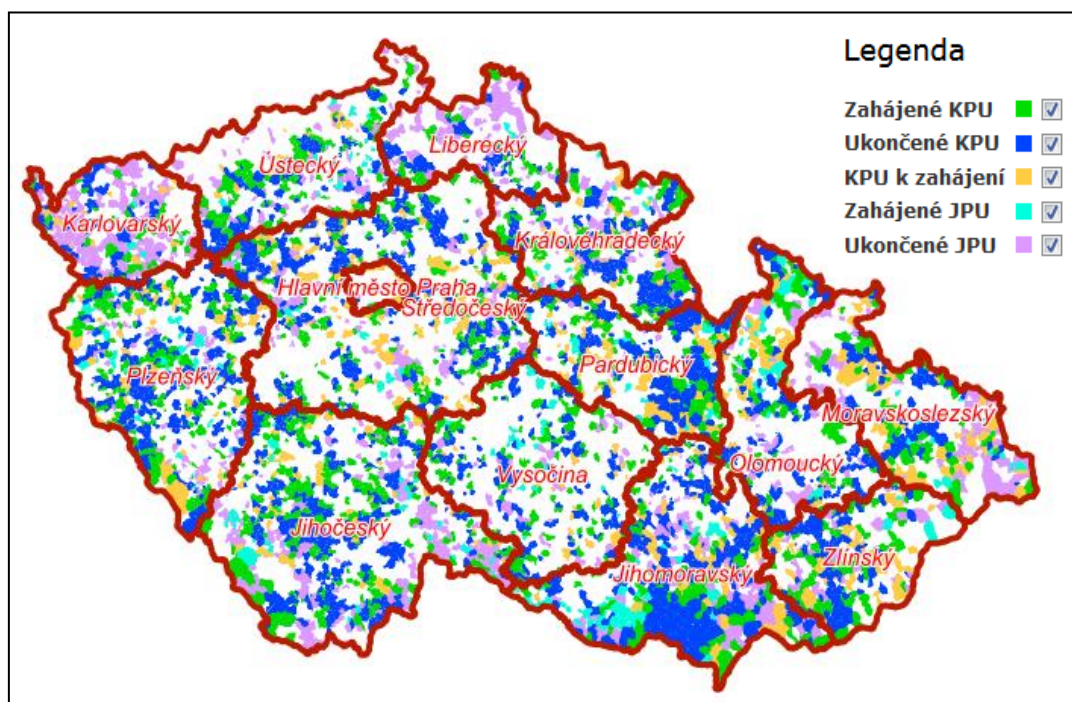 Legenda
Zahájené KPU
Ukončené KPU
KPU k zahájení
Zahájené JPU
Ukončené JPU
Liberecký
Ústecký
Karlovarský
Královéhradecký
Hlavní město Praha
Středočeský
Pardubický
Plzeňský
Moravskoslezský
Olomoucký
Vysočina
Jihočeský
Zlínský
Jihomoravský